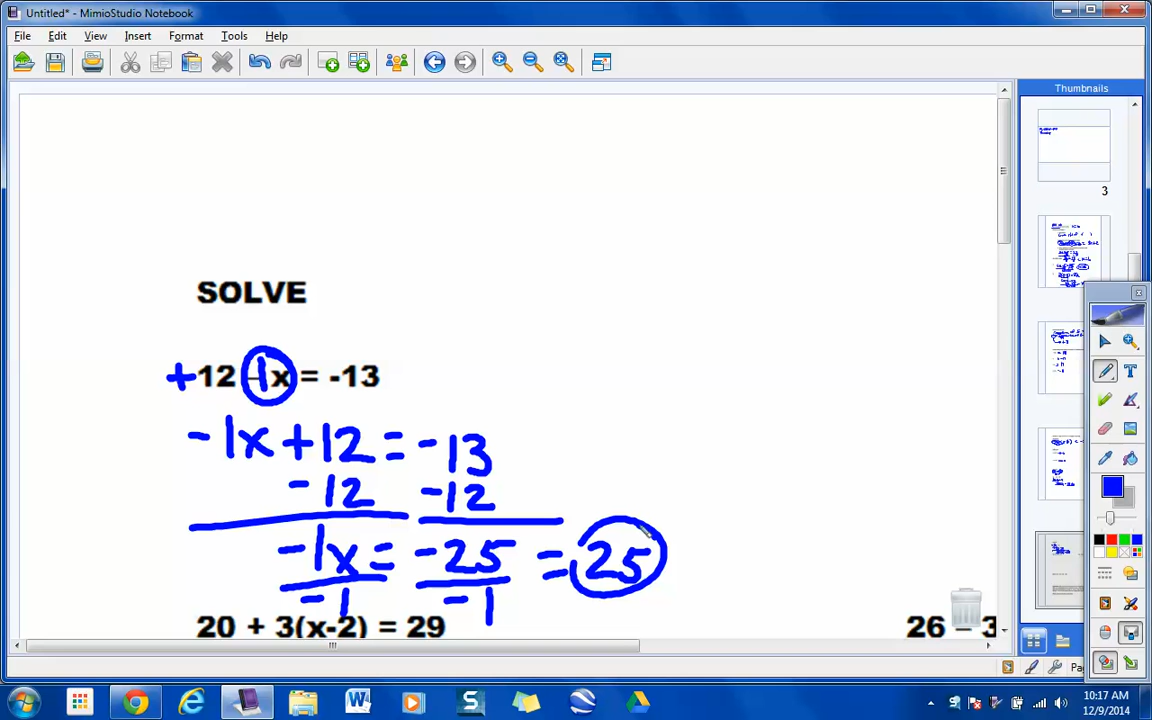 Untitled* - MimioStudio Notebook
File Edit View Insert Format Tools Help
Thumbnails
3
SOLVE
+12 -1x = -13
-1x + 12 = -13
-12 -12
-1x = -25 = 25
-1 -1
20 + 3(x-2) = 29
26 – 3
T
W
S
Pa
10:17 AM
12/9/2014